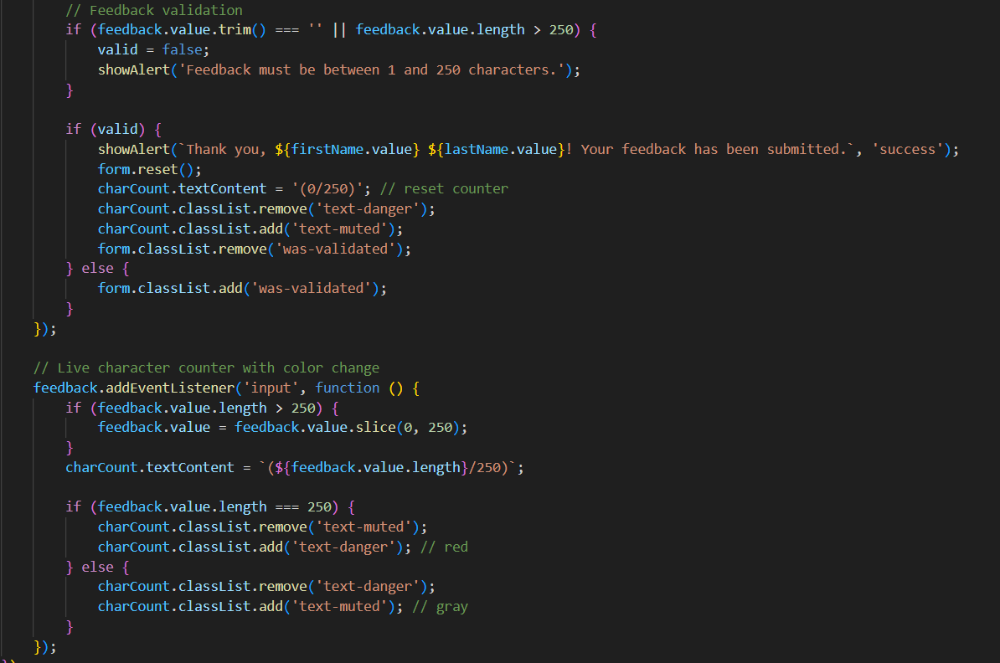 // Feedback validation
if (feedback.value.trim() === '' || feedback.value.length > 250) {
valid = false;
showAlert('Feedback must be between 1 and 250 characters.');
}
if (valid) {
showAlert(`Thank you, ${firstName.value} ${lastName.value}! Your feedback has been submitted.`, 'success');
form.reset();
charCount.textContent = '(0/250)'; // reset counter
charCount.classList.remove('text-danger');
charCount.classList.add('text-muted');
form.classList.remove('was-validated');
} else {
form.classList.add('was-validated');
}
});
// Live character counter with color change
feedback.addEventListener('input', function () {
if (feedback.value.length > 250) {
feedback.value = feedback.value.slice(0, 250);
}
charCount.textContent = `(${feedback.value.length}/250)`;
if (feedback.value.length === 250) {
charCount.classList.remove('text-muted');
charCount.classList.add('text-danger'); // red
} else {
charCount.classList.remove('text-danger');
charCount.classList.add('text-muted'); // gray
}
});